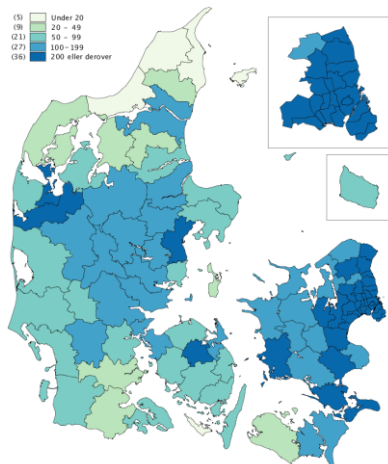 (5) Under 20
(9) 20 - 49
(21) 50 - 99
(27) 100-199
(36) 200 eller derover